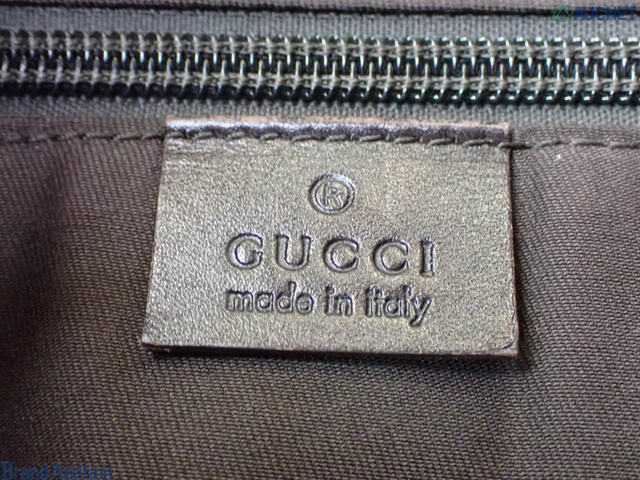 ®
GUCCI
made in italy
Brand Auction